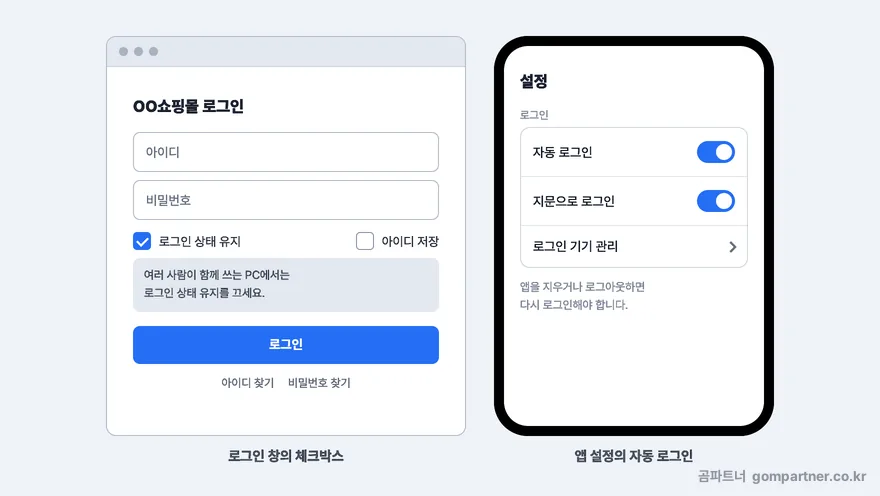 OO쇼핑몰 로그인
아이디
비밀번호
로그인 상태 유지
아이디 저장
여러 사람이 함께 쓰는 PC에서는
로그인 상태 유지를 끄세요.
로그인
아이디 찾기
비밀번호 찾기
로그인 창의 체크박스
설정
로그인
자동 로그인
지문으로 로그인
로그인 기기 관리
앱을 지우거나 로그아웃하면
다시 로그인해야 합니다.
앱 설정의 자동 로그인
곰파트너 gompartner.co.kr